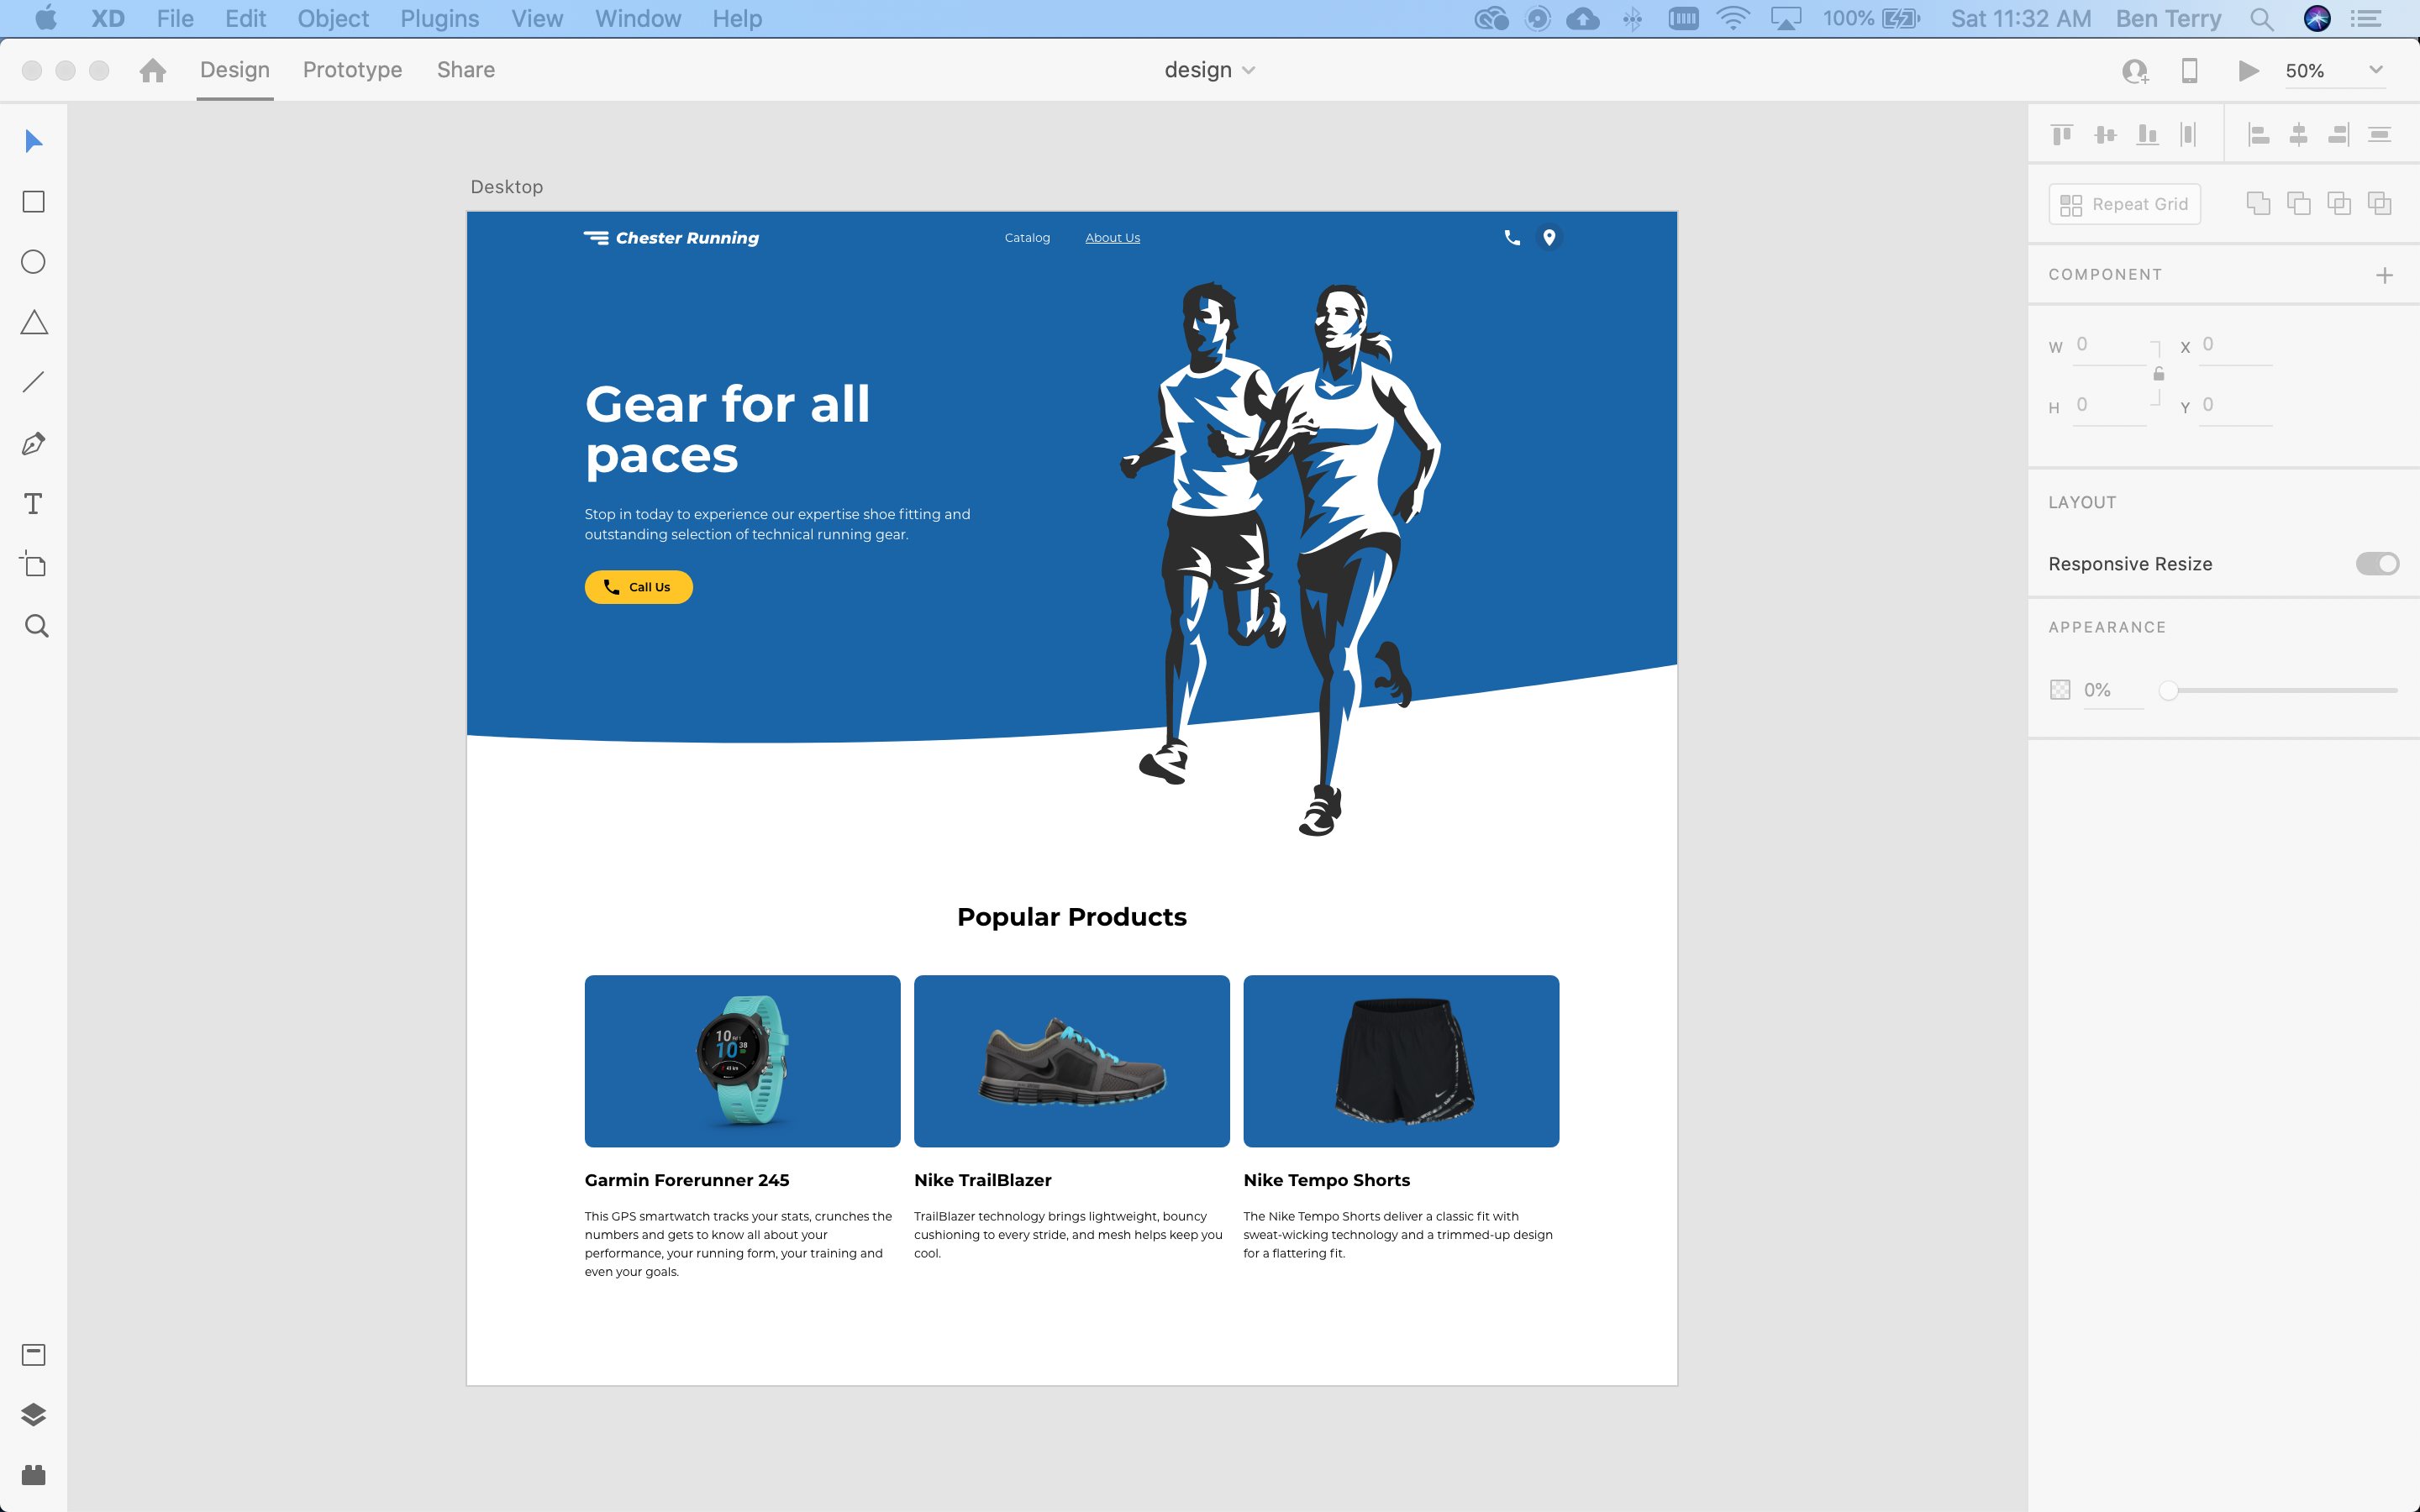 XD File Edit Object Plugins View Window Help 100% Sat 11:32 AM Ben Terry
Design Prototype Share design 50%
Desktop
Chester Running Catalog About Us
Gear for all
paces
Stop in today to experience our expertise shoe fitting and
outstanding selection of technical running gear.
Call Us
Popular Products
10
10 38
Garmin Forerunner 245
This GPS smartwatch tracks your stats, crunches the
numbers and gets to know all about your
performance, your running form, your training and
even your goals.
Nike TrailBlazer
TrailBlazer technology brings lightweight, bouncy
cushioning to every stride, and mesh helps keep you
cool.
Nike Tempo Shorts
The Nike Tempo Shorts deliver a classic fit with
sweat-wicking technology and a trimmed-up design
for a flattering fit.
Repeat Grid
COMPONENT
W 0 X 0
H 0 Y 0
LAYOUT
Responsive Resize
APPEARANCE
0%